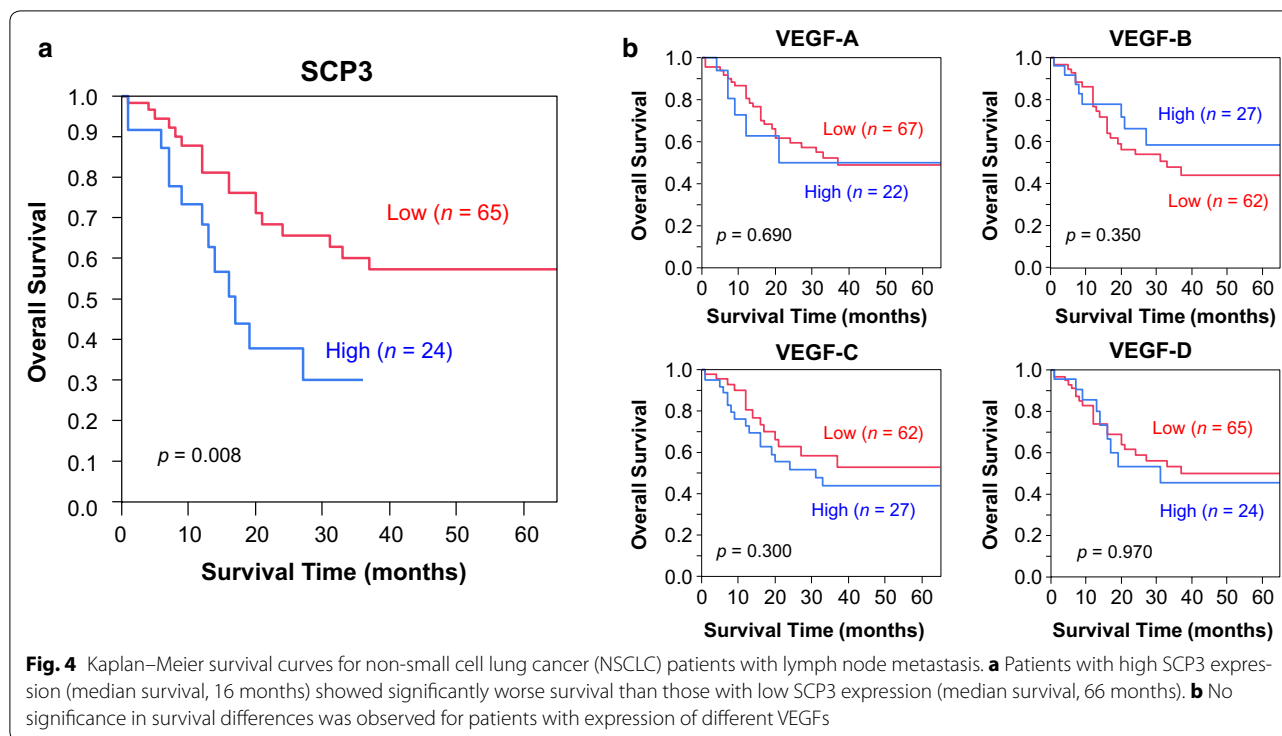 a
SCP3
Overall Survival
1.0
0.9
0.8
0.7
0.6
0.5
0.4
0.3
0.2
0.1
0.0
Low (n = 65)
High (n = 24)
p = 0.008
0 10 20 30 40 50 60
Survival Time (months)
b
VEGF-A
Overall Survival
1.0
0.8
0.6
0.4
0.2
0.0
Low (n = 67)
High (n = 22)
p = 0.690
0 10 20 30 40 50 60
Survival Time (months)
VEGF-B
Overall Survival
1.0
0.8
0.6
0.4
0.2
0.0
High (n = 27)
Low (n = 62)
p = 0.350
0 10 20 30 40 50 60
Survival Time (months)
VEGF-C
Overall Survival
1.0
0.8
0.6
0.4
0.2
0.0
Low (n = 62)
High (n = 27)
p = 0.300
0 10 20 30 40 50 60
Survival Time (months)
VEGF-D
Overall Survival
1.0
0.8
0.6
0.4
0.2
0.0
Low (n = 65)
High (n = 24)
p = 0.970
0 10 20 30 40 50 60
Survival Time (months)
Fig. 4 Kaplan–Meier survival curves for non-small cell lung cancer (NSCLC) patients with lymph node metastasis. a Patients with high SCP3 expres-
sion (median survival, 16 months) showed significantly worse survival than those with low SCP3 expression (median survival, 66 months). b No
significance in survival differences was observed for patients with expression of different VEGFs